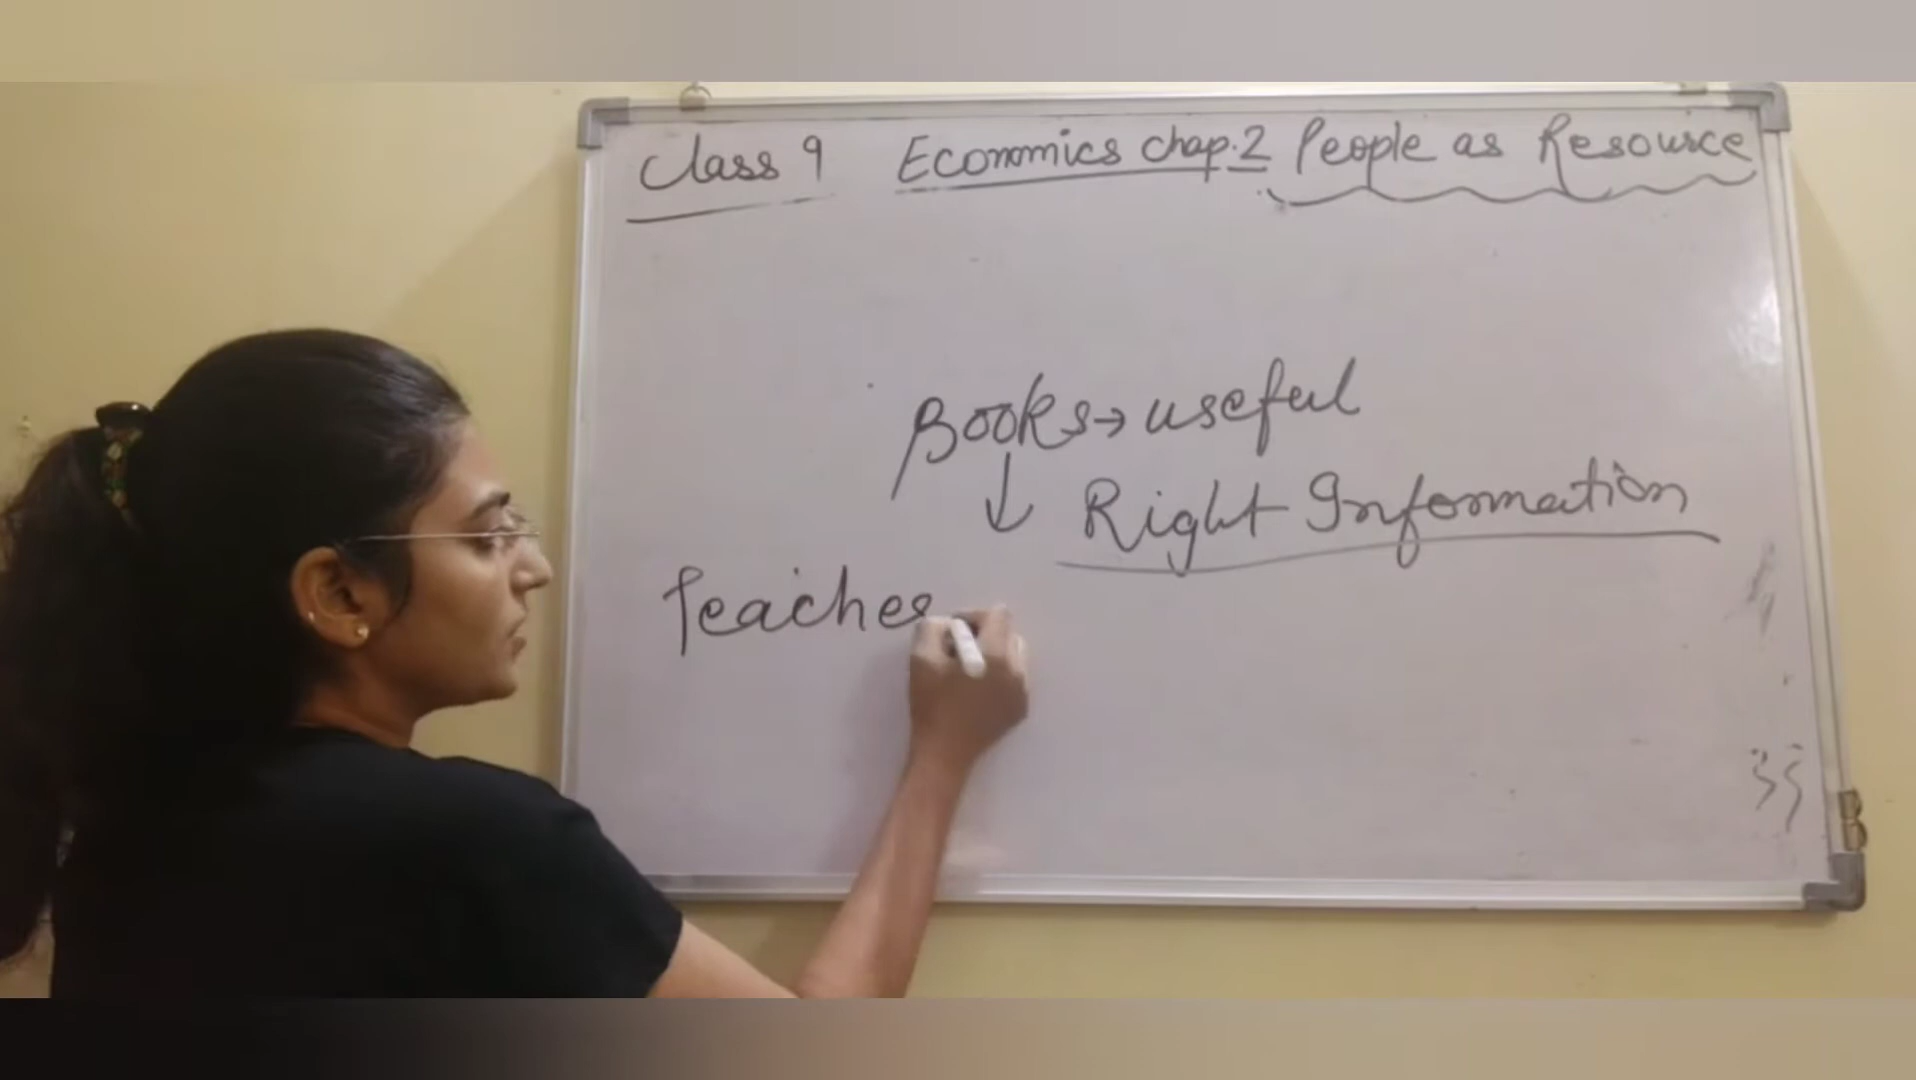 Class 9 Economics chap.2 People as Resource
Books → useful
↓ Right Information
Teacher